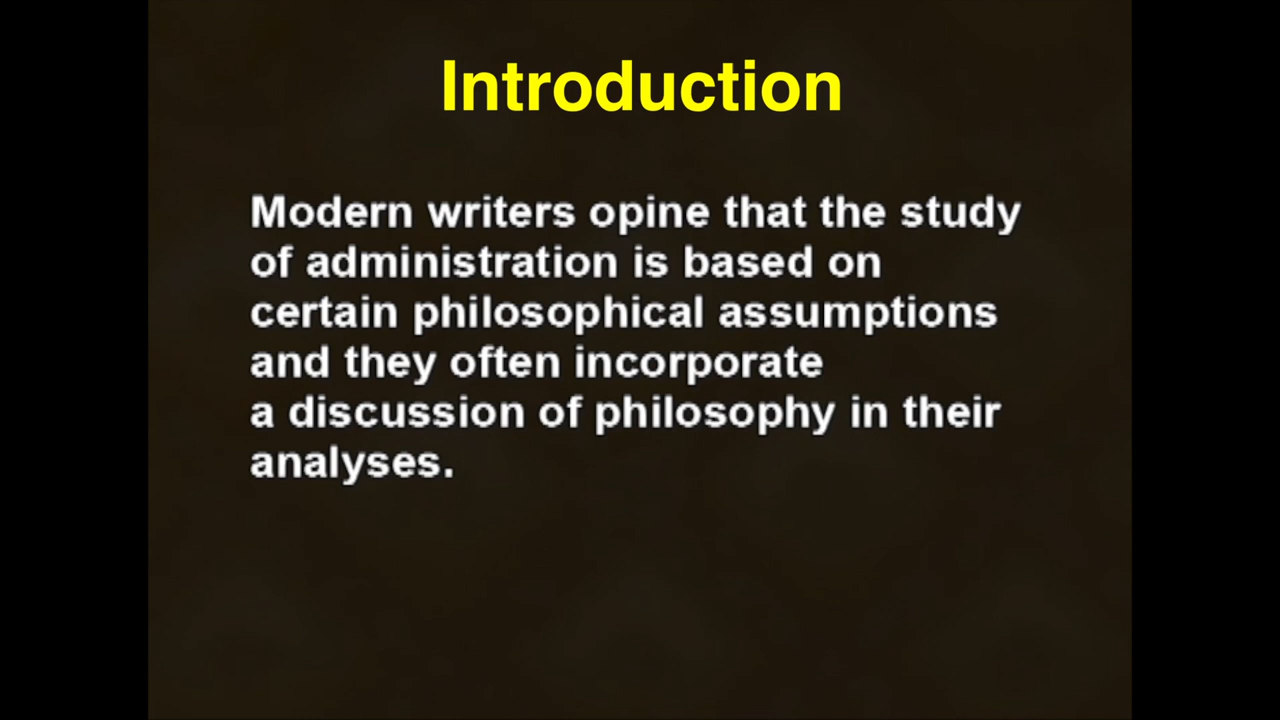 Introduction
Modern writers opine that the study
of administration is based on
certain philosophical assumptions
and they often incorporate
a discussion of philosophy in their
analyses.